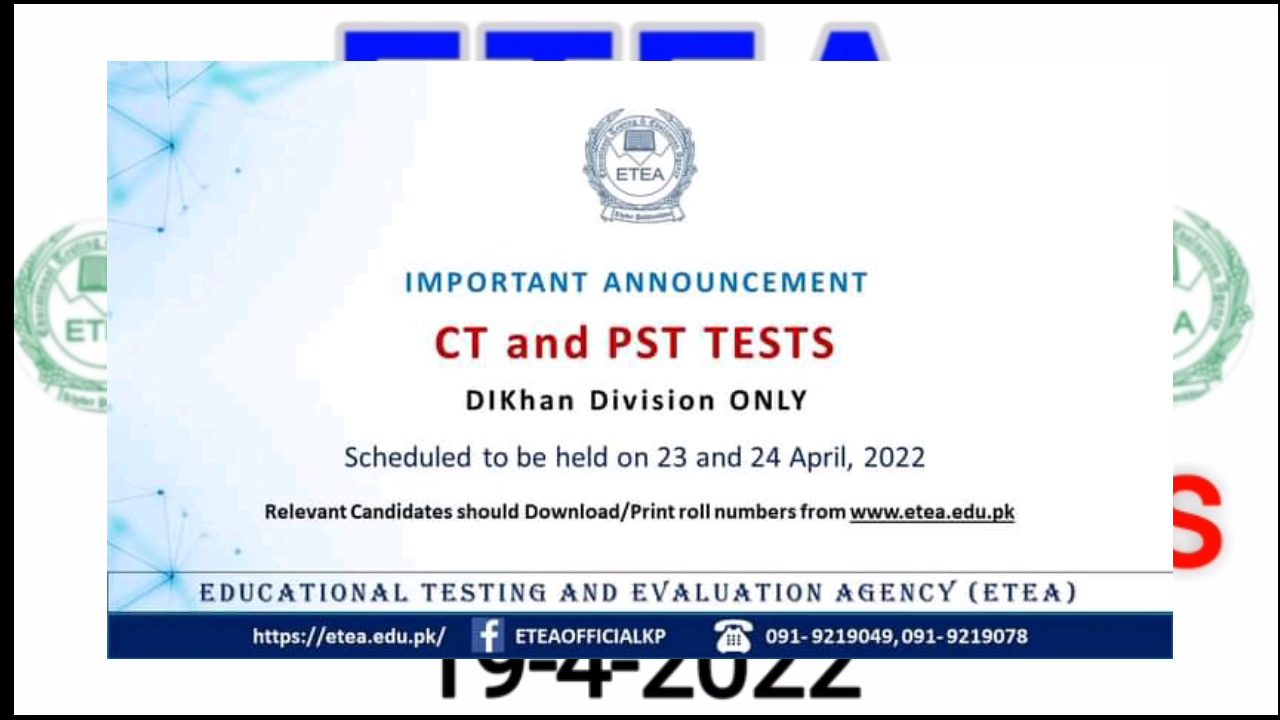 ETEA
ETEA
IMPORTANT ANNOUNCEMENT
CT and PST TESTS
DIKhan Division ONLY
Scheduled to be held on 23 and 24 April, 2022
Relevant Candidates should Download/Print roll numbers from www.etea.edu.pk
S
EDUCATIONAL TESTING AND EVALUATION AGENCY (ETEA)
https://etea.edu.pk/ ETEAOFFICIALKP 091- 9219049, 091- 9219078
19-4-2022